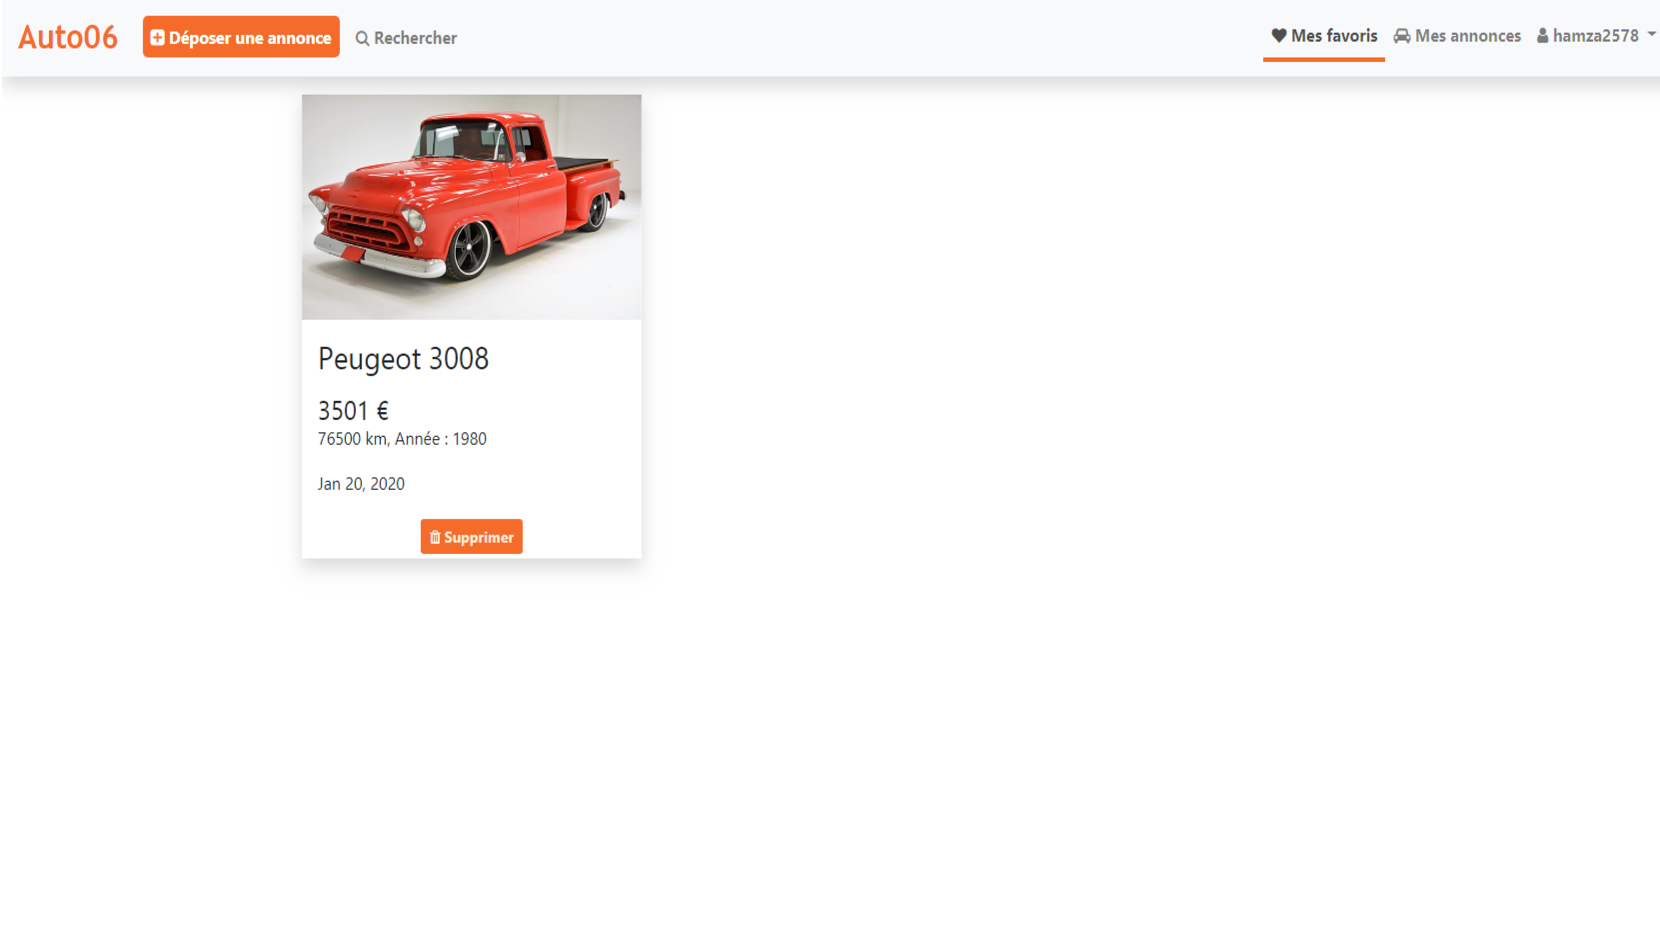 Auto06
Déposer une annonce
Rechercher
Mes favoris
Mes annonces
hamza2578
Peugeot 3008
3501 €
76500 km, Année : 1980
Jan 20, 2020
Supprimer